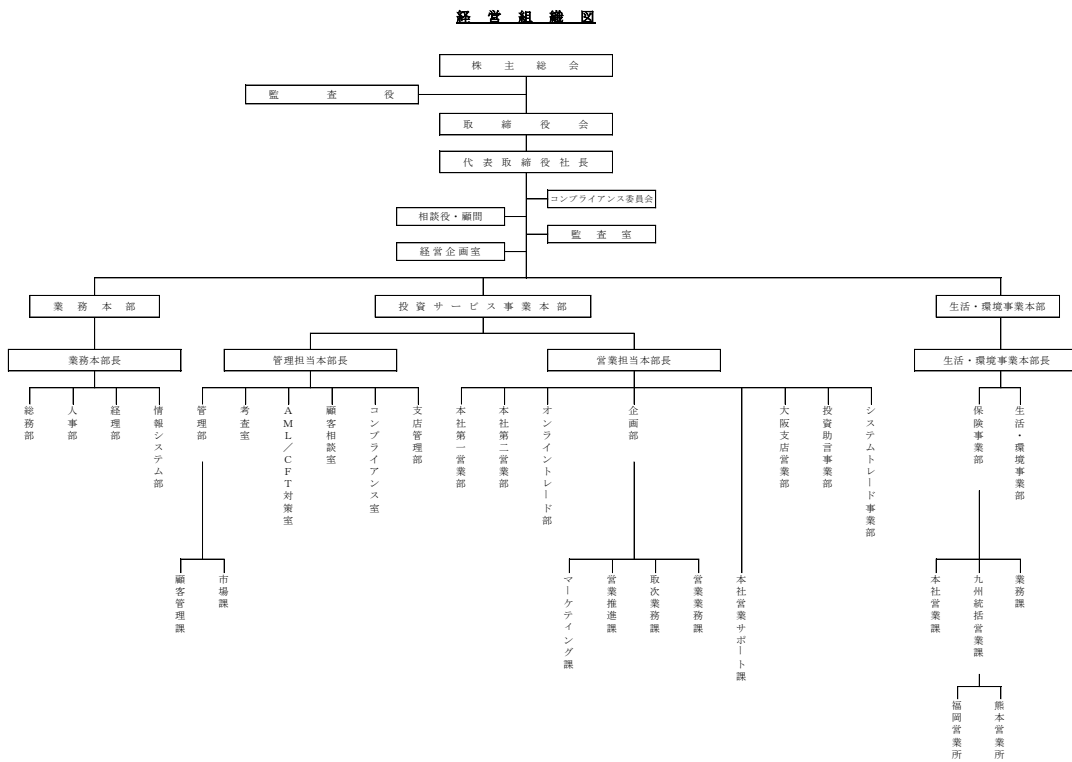 経営組織図
株主総会
監査役
取締役会
代表取締役社長
コンプライアンス委員会
相談役・顧問
監査室
経営企画室
業務本部
投資サービス事業本部
生活・環境事業本部
業務本部長
管理担当本部長
営業担当本部長
生活・環境事業本部長
総務部
人事部
経理部
情報システム部
管理部
考査室
AML/CFT対策室
顧客相談室
コンプライアンス室
支店管理部
本社第一営業部
本社第二営業部
オンライントレード部
企画部
大阪支店営業部
投資助言事業部
システムトレード事業部
保険事業部
生活・環境事業部
顧客管理課
市場課
マーケティング課
営業推進課
取次業務課
営業業務課
本社営業サポート課
本社営業課
九州統括営業課
業務課
福岡営業所
熊本営業所